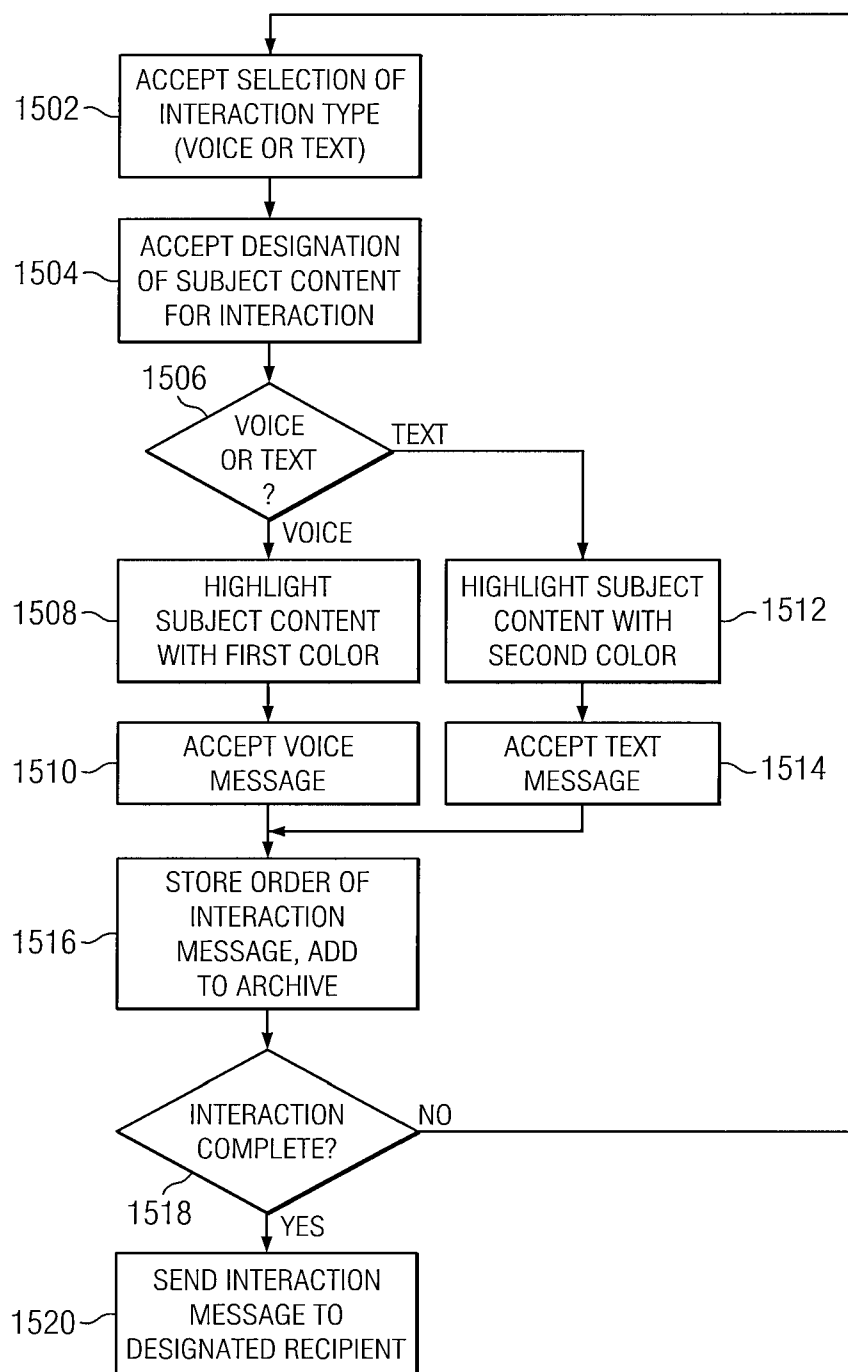 1502
ACCEPT SELECTION OF
INTERACTION TYPE
(VOICE OR TEXT)
1504
ACCEPT DESIGNATION
OF SUBJECT CONTENT
FOR INTERACTION
1506
VOICE
OR TEXT
?
TEXT
VOICE
1508
HIGHLIGHT
SUBJECT CONTENT
WITH FIRST COLOR
HIGHLIGHT SUBJECT
CONTENT WITH
SECOND COLOR
1512
1510
ACCEPT VOICE
MESSAGE
ACCEPT TEXT
MESSAGE
1514
1516
STORE ORDER OF
INTERACTION
MESSAGE, ADD
TO ARCHIVE
INTERACTION
COMPLETE?
NO
1518
YES
1520
SEND INTERACTION
MESSAGE TO
DESIGNATED RECIPIENT